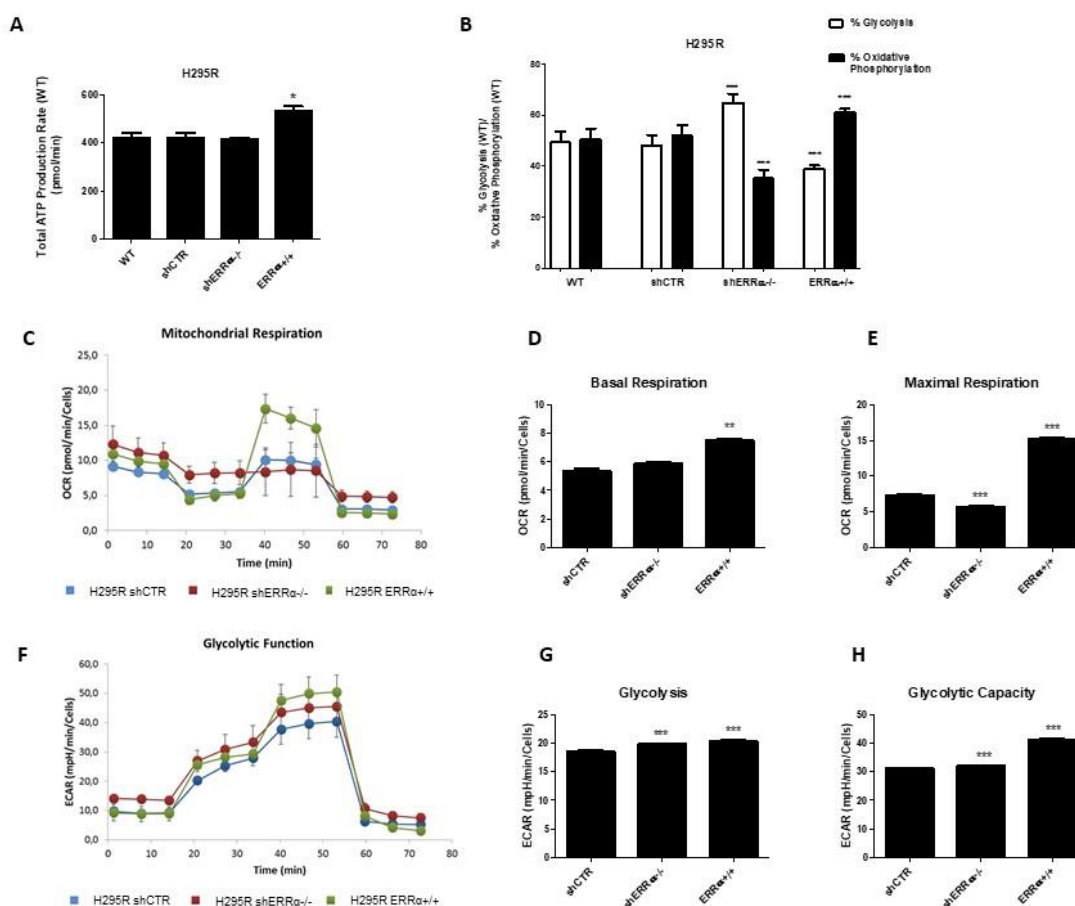 A
H295R
Total ATP Production Rate (WT)
(pmol/min)
600
400
200
0
*
WT
shCTR
shERRα-/-
ERRα+/+
B
H295R
% Glycolysis
% Oxidative
Phosphorylation
% Glycolysis (WT)/
% Oxidative Phosphorylation (WT)
80
60
40
20
0
***
***
***
***
WT
shCTR
shERRα-/-
ERRα+/+
C
Mitochondrial Respiration
OCR (pmol/min/Cells)
25,0
20,0
15,0
10,0
5,0
0,0
0 10 20 30 40 50 60 70 80
Time (min)
H295R shCTR H295R shERRα-/- H295R ERRα+/+
D
Basal Respiration
OCR (pmol/min/Cells)
10
8
6
4
2
0
**
shCTR
shERRα-/-
ERRα+/+
E
Maximal Respiration
OCR (pmol/min/Cells)
20
15
10
5
0
***
***
shCTR
shERRα-/-
ERRα+/+
F
Glycolytic Function
ECAR (mpH/min/Cells)
60,0
50,0
40,0
30,0
20,0
10,0
0,0
0 10 20 30 40 50 60 70 80
Time (min)
H295R shCTR H295R shERRα-/- H295R ERRα+/+
G
Glycolysis
ECAR (mpH/min/Cells)
25
20
15
10
5
0
***
***
shCTR
shERRα-/-
ERRα+/+
H
Glycolytic Capacity
ECAR (mpH/min/Cells)
50
40
30
20
10
0
***
***
shCTR
shERRα-/-
ERRα+/+